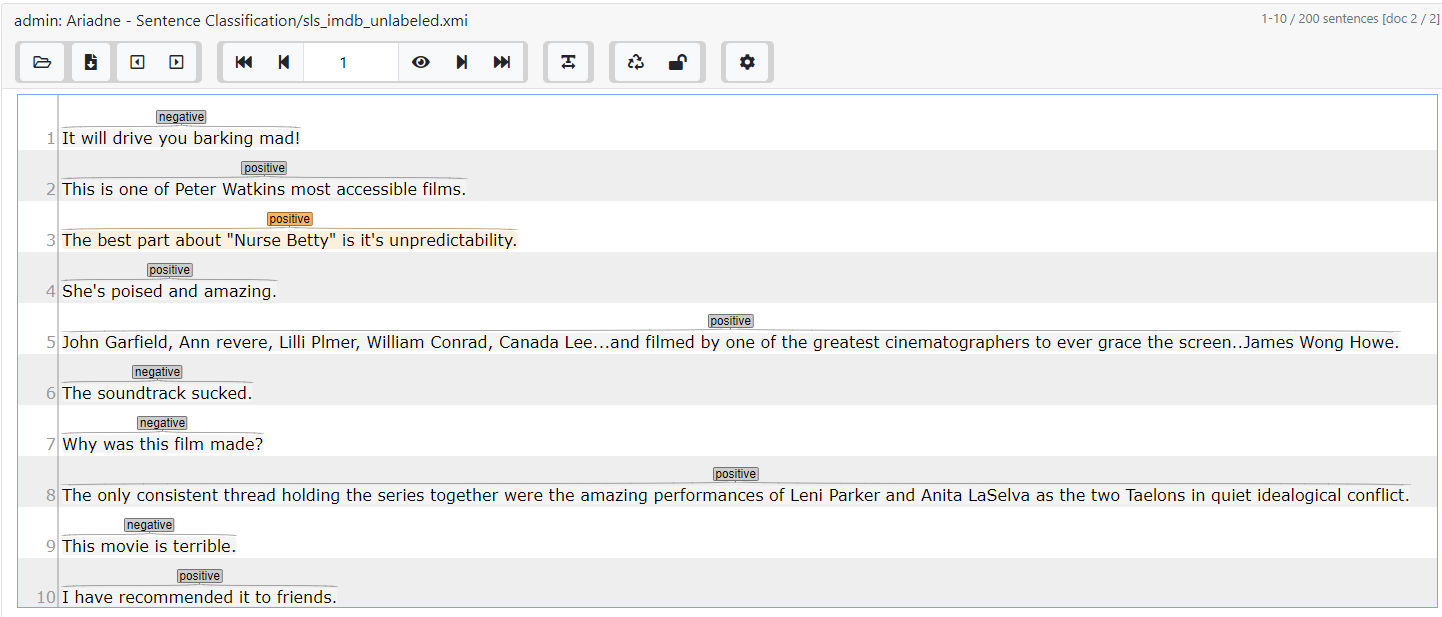 admin: Ariadne - Sentence Classification/sls_imdb_unlabeled.xmi
1-10 / 200 sentences [doc 2 / 2]
1
negative
1 It will drive you barking mad!
positive
2 This is one of Peter Watkins most accessible films.
positive
3 The best part about "Nurse Betty" is it's unpredictability.
positive
4 She's poised and amazing.
positive
5 John Garfield, Ann revere, Lilli Plmer, William Conrad, Canada Lee...and filmed by one of the greatest cinematographers to ever grace the screen..James Wong Howe.
negative
6 The soundtrack sucked.
negative
7 Why was this film made?
positive
8 The only consistent thread holding the series together were the amazing performances of Leni Parker and Anita LaSelva as the two Taelons in quiet idealogical conflict.
negative
9 This movie is terrible.
positive
10 I have recommended it to friends.